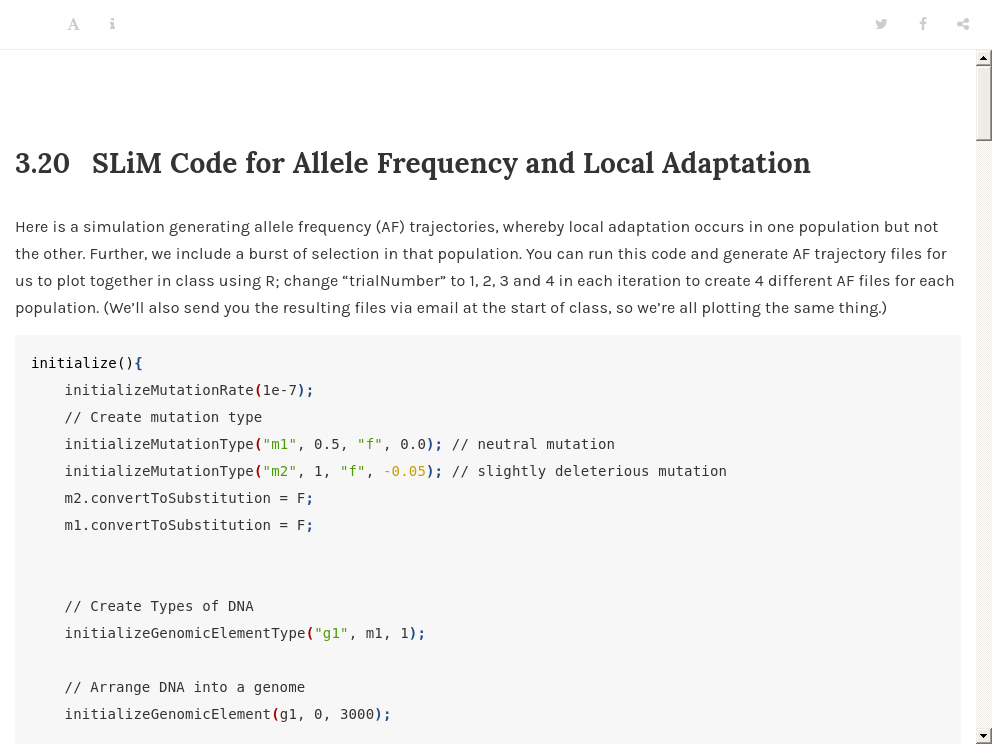 3.20 SLiM Code for Allele Frequency and Local Adaptation
Here is a simulation generating allele frequency (AF) trajectories, whereby local adaptation occurs in one population but not
the other. Further, we include a burst of selection in that population. You can run this code and generate AF trajectory files for
us to plot together in class using R; change “trialNumber” to 1, 2, 3 and 4 in each iteration to create 4 different AF files for each
population. (We’ll also send you the resulting files via email at the start of class, so we’re all plotting the same thing.)
initialize(){
    initializeMutationRate(1e-7);
    // Create mutation type
    initializeMutationType("m1", 0.5, "f", 0.0); // neutral mutation
    initializeMutationType("m2", 1, "f", -0.05); // slightly deleterious mutation
    m2.convertToSubstitution = F;
    m1.convertToSubstitution = F;
    // Create Types of DNA
    initializeGenomicElementType("g1", m1, 1);
    // Arrange DNA into a genome
    initializeGenomicElement(g1, 0, 3000);